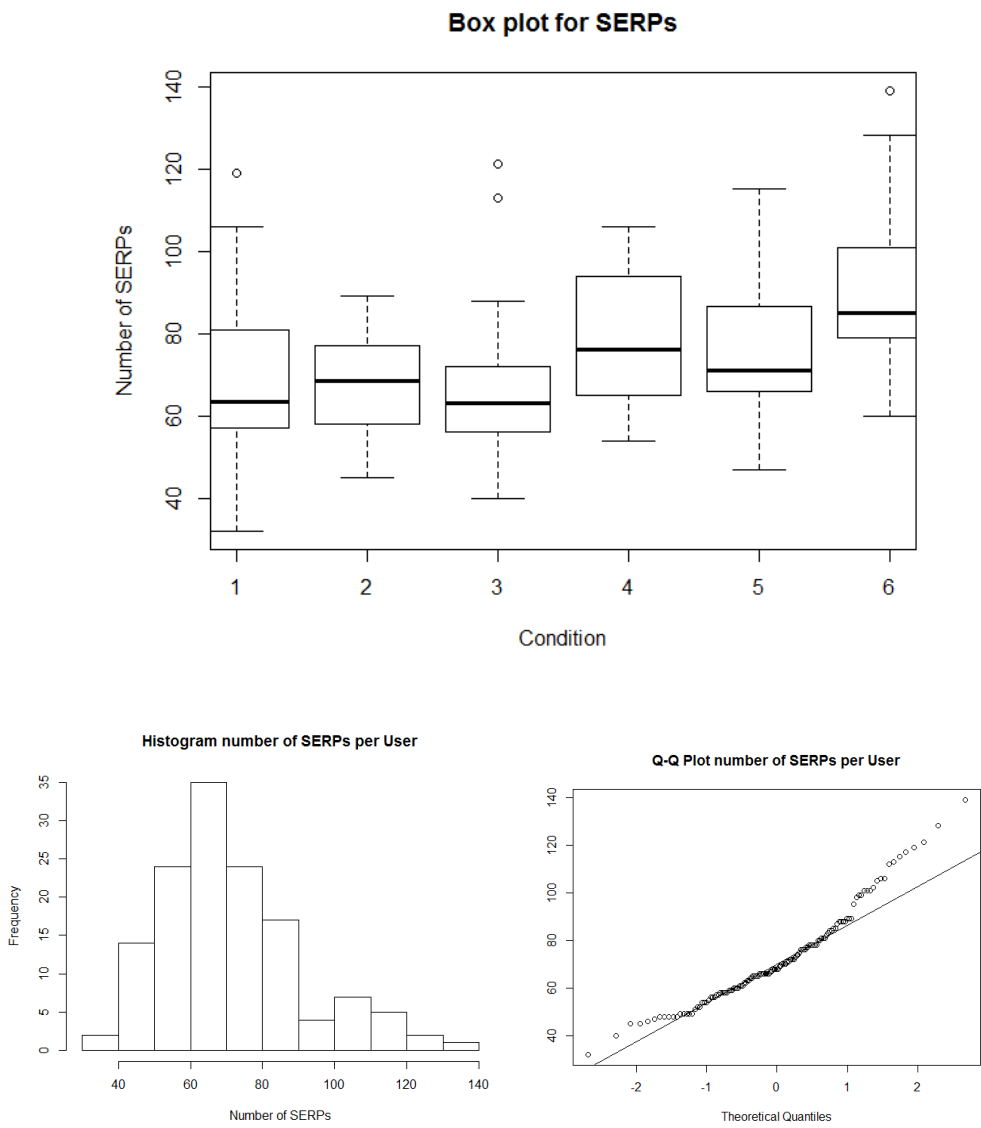 Box plot for SERPs
Number of SERPs
140
120
100
80
60
40
1 2 3 4 5 6
Condition
Histogram number of SERPs per User
Frequency
35
30
25
20
15
10
5
0
40 60 80 100 120 140
Number of SERPs
Q-Q Plot number of SERPs per User
140
120
100
80
60
40
-2 -1 0 1 2
Theoretical Quantiles